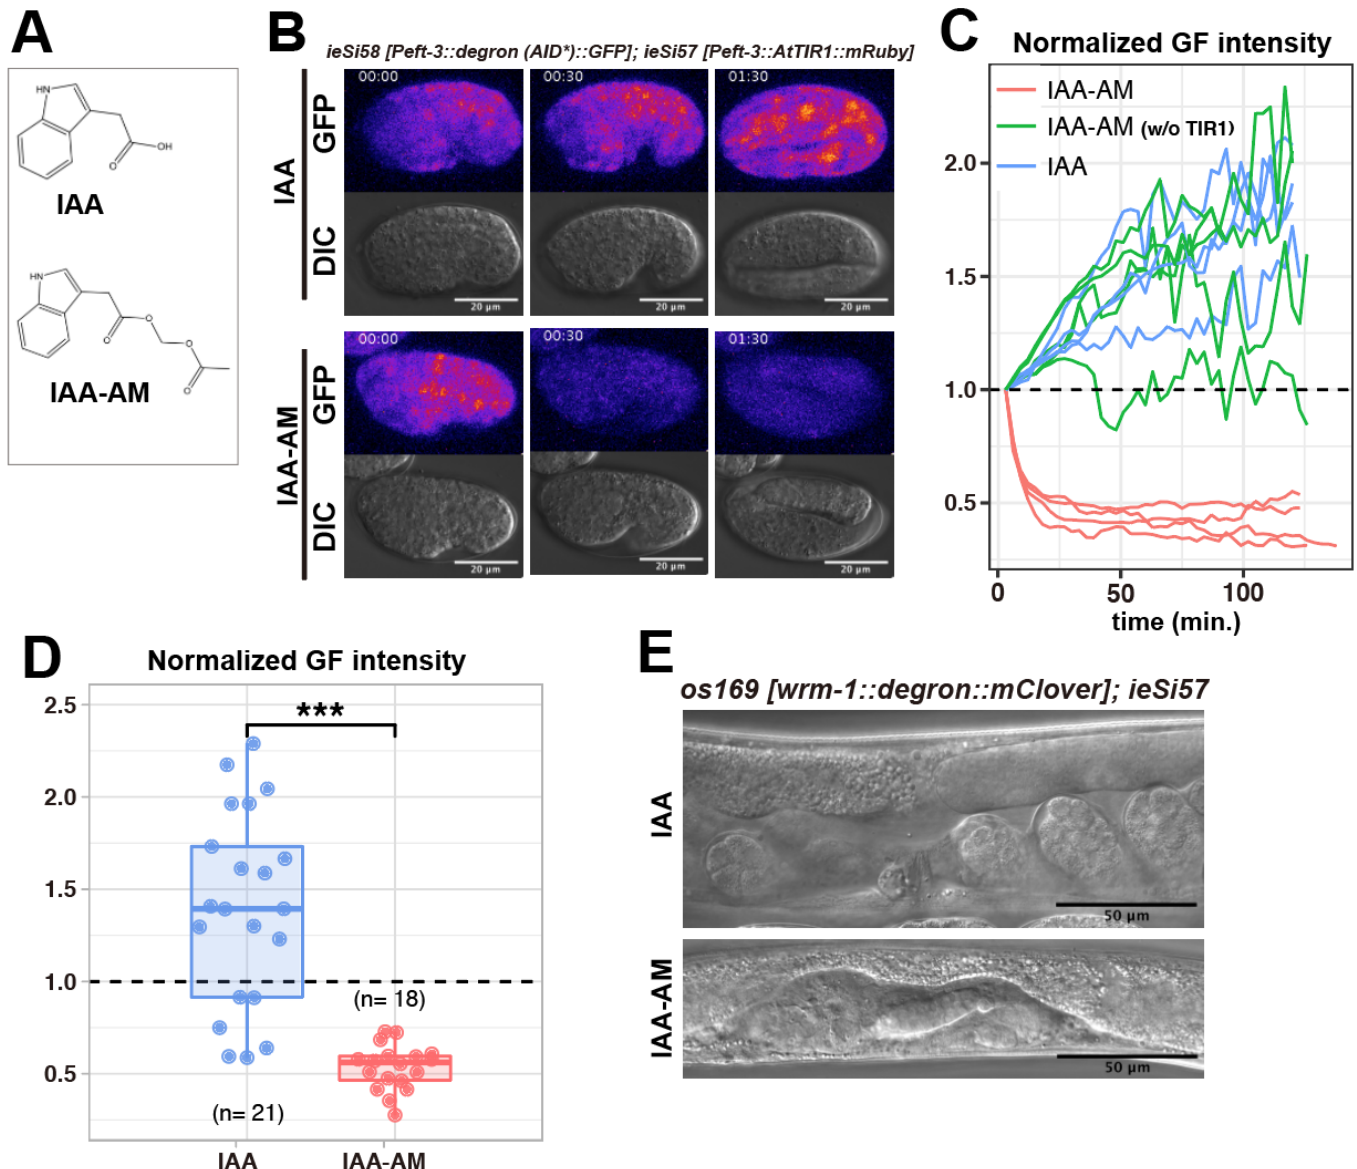 A
HN
OH
O
IAA
HN
O
O
O
O
IAA-AM
B
ieSi58 [Peft-3::degron (AID*)::GFP]; ieSi57 [Peft-3::AtTIR1::mRuby]
IAA
GFP
00:00
00:30
01:30
DIC
20 µm
20 µm
20 µm
IAA-AM
GFP
00:00
00:30
01:30
DIC
20 µm
20 µm
20 µm
C
Normalized GF intensity
IAA-AM
IAA-AM (w/o TIR1)
IAA
2.0
1.5
1.0
0.5
0
50
100
time (min.)
D
Normalized GF intensity
2.5
***
2.0
1.5
1.0
(n= 18)
0.5
(n= 21)
IAA
IAA-AM
E
os169 [wrm-1::degron::mClover]; ieSi57
IAA
50 µm
IAA-AM
50 µm